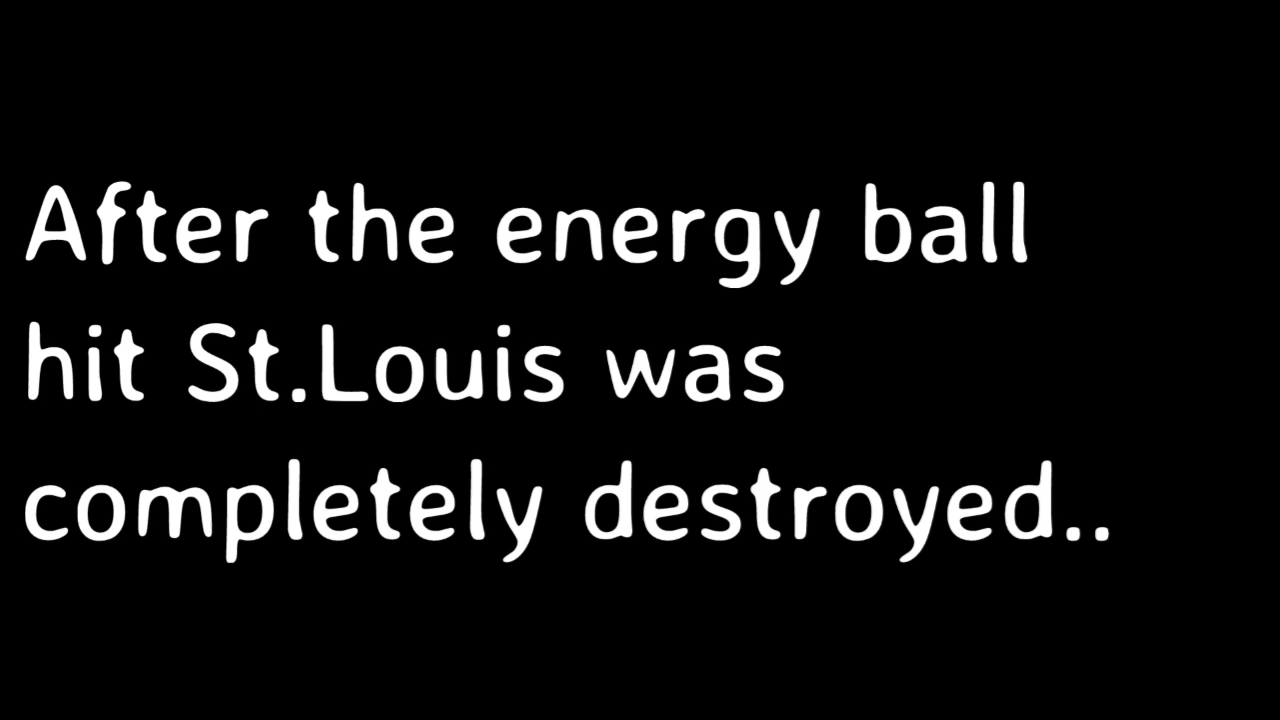 After the energy ball
hit St.Louis was
completely destroyed..